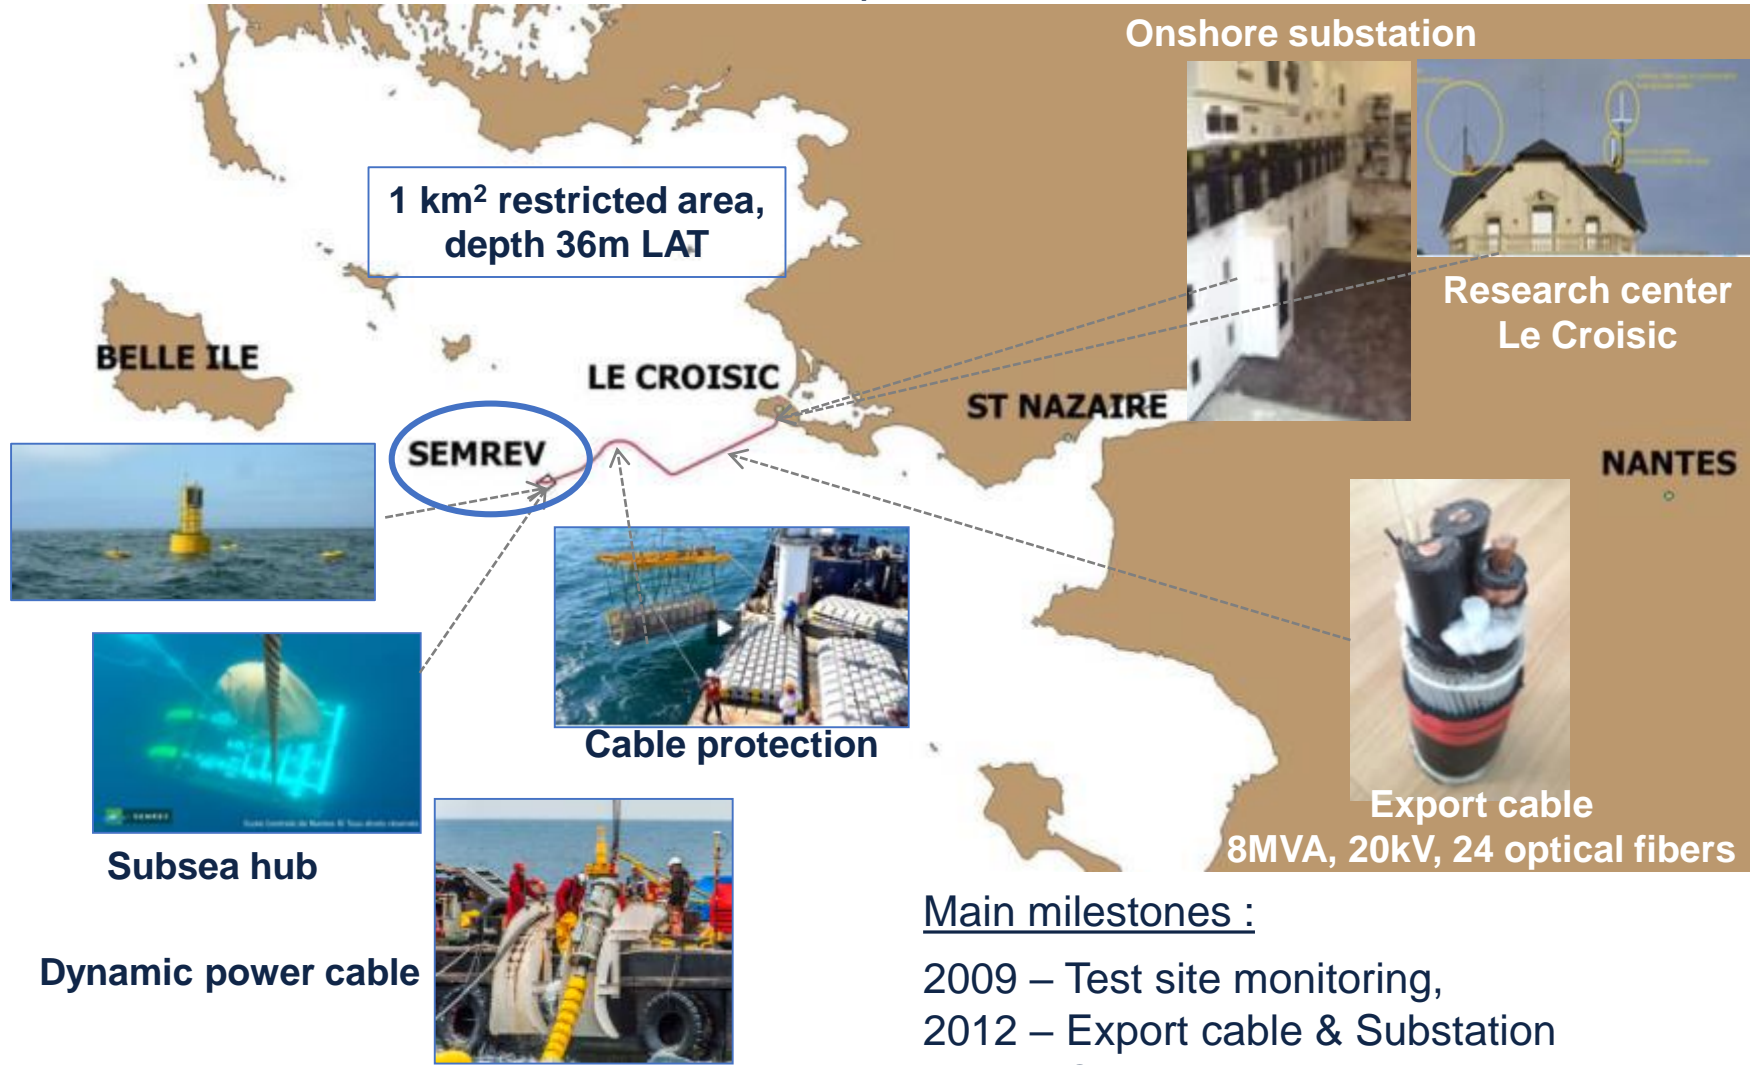 Onshore substation
1 km² restricted area,
depth 36m LAT
Research center
Le Croisic
BELLE ILE
LE CROISIC
ST NAZAIRE
SEMREV
NANTES
Cable protection
Export cable
8MVA, 20kV, 24 optical fibers
SEMREV
Subsea hub
Dynamic power cable
Main milestones :
2009 – Test site monitoring,
2012 – Export cable & Substation